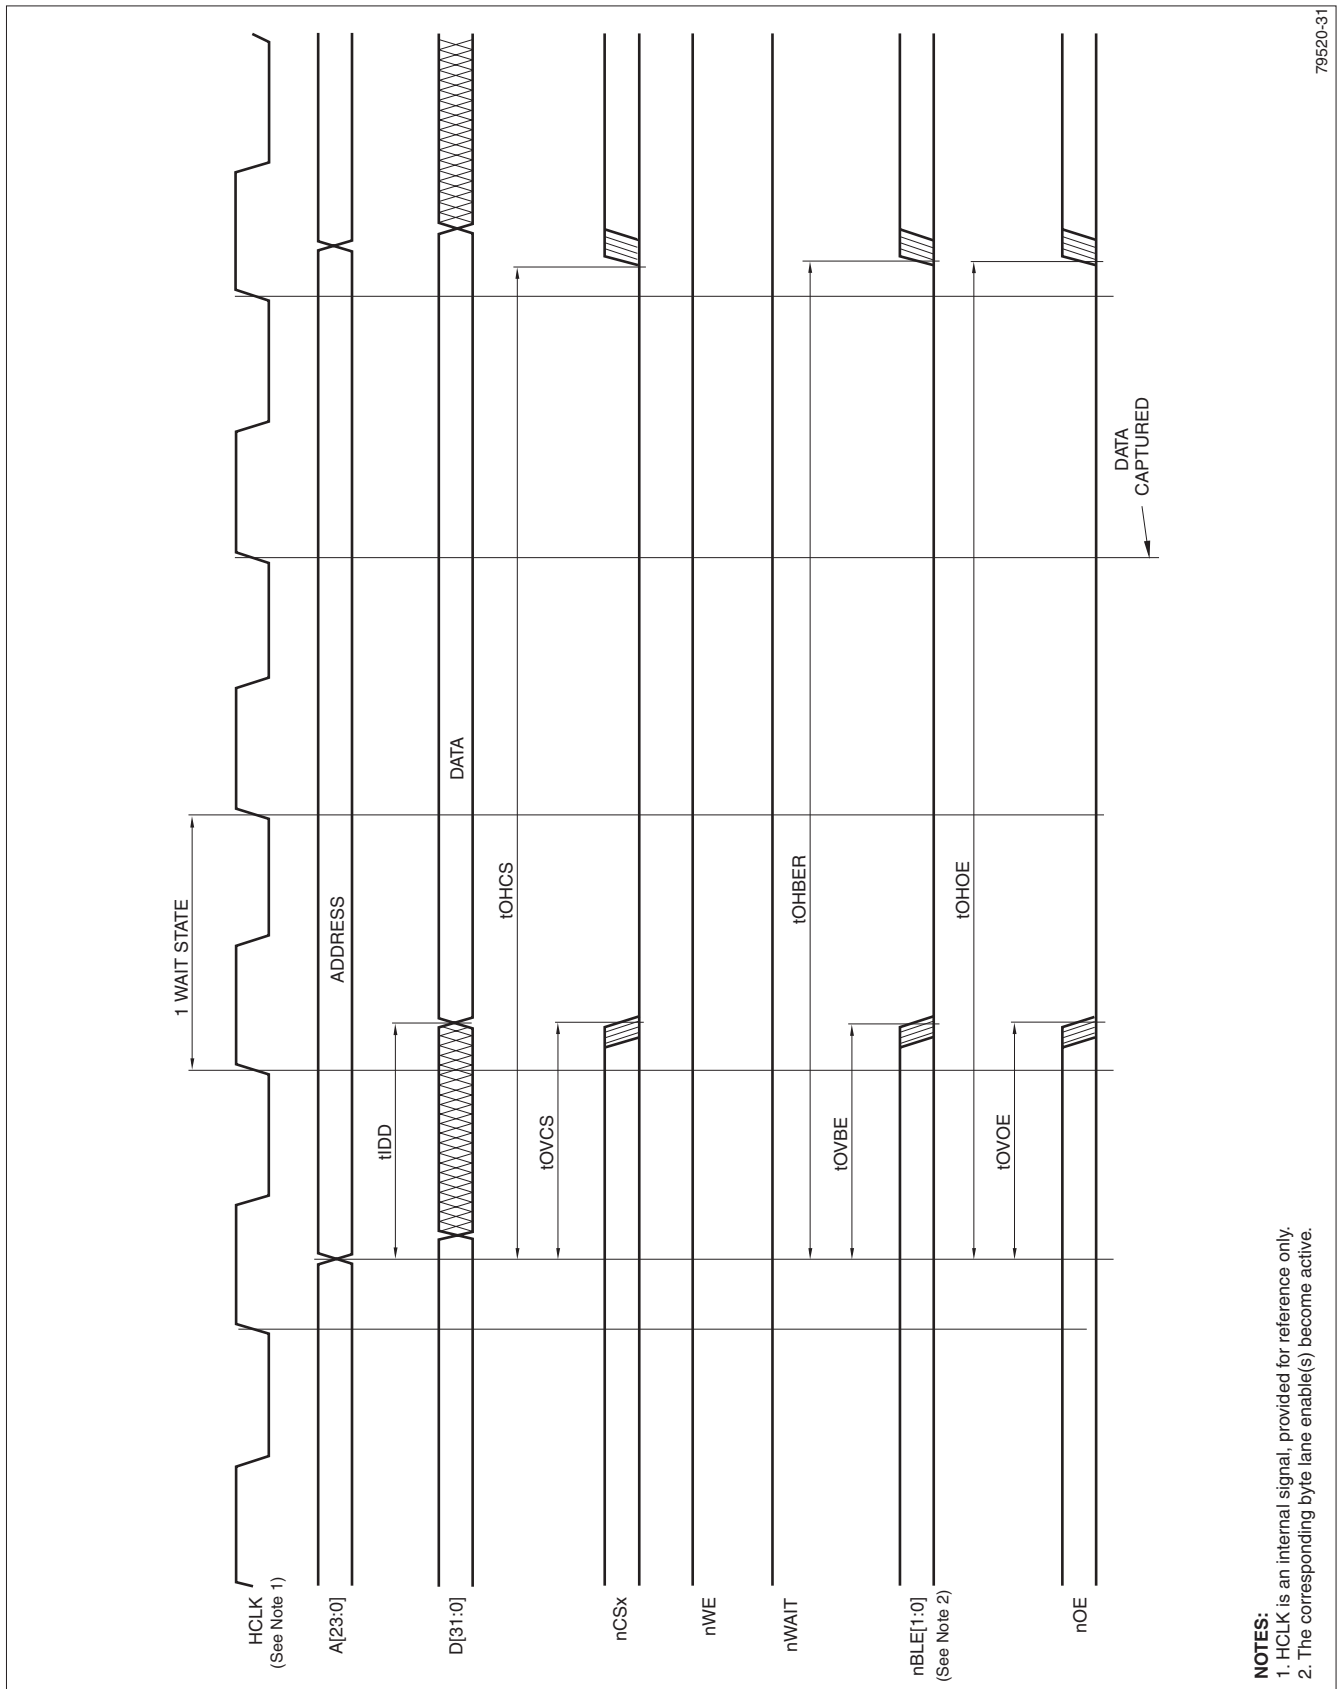 1 WAIT STATE
HCLK
(See Note 1)
A[23:0]
ADDRESS
tIDD
D[31:0]
DATA
tOHCS
tOVCS
nCSx
nWE
nWAIT
tOHBER
tOVBE
nBLE[1:0]
(See Note 2)
tOHOE
tOVOE
nOE
DATA
CAPTURED
NOTES:
1. HCLK is an internal signal, provided for reference only.
2. The corresponding byte lane enable(s) become active.
79520-31